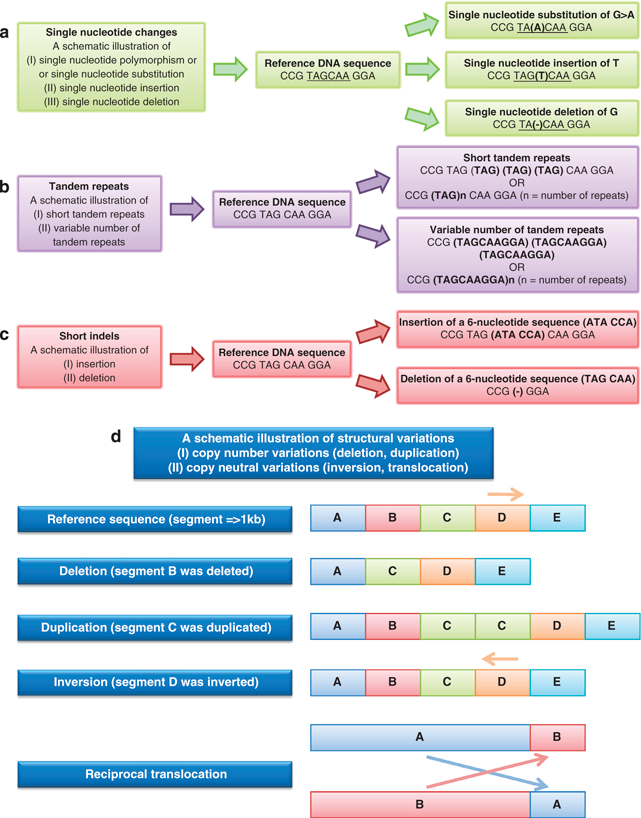 a
Single nucleotide changes
A schematic illustration of
(I) single nucleotide polymorphism or
or single nucleotide substitution
(II) single nucleotide insertion
(III) single nucleotide deletion
Reference DNA sequence
CCG TAGCAA GGA
Single nucleotide substitution of G>A
CCG TA(A)CAA GGA
Single nucleotide insertion of T
CCG TAG(T)CAA GGA
Single nucleotide deletion of G
CCG TA(-)CAA GGA
b
Tandem repeats
A schematic illustration of
(I) short tandem repeats
(II) variable number of
tandem repeats
Reference DNA sequence
CCG TAG CAA GGA
Short tandem repeats
CCG TAG (TAG) (TAG) (TAG) CAA GGA
OR
CCG (TAG)n CAA GGA (n = number of repeats)
Variable number of tandem repeats
CCG (TAGCAAGGA) (TAGCAAGGA)
(TAGCAAGGA)
OR
CCG (TAGCAAGGA)n (n = number of repeats)
c
Short indels
A schematic illustration of
(I) insertion
(II) deletion
Reference DNA sequence
CCG TAG CAA GGA
Insertion of a 6-nucleotide sequence (ATA CCA)
CCG TAG (ATA CCA) CAA GGA
Deletion of a 6-nucleotide sequence (TAG CAA)
CCG (-) GGA
d
A schematic illustration of structural variations
(I) copy number variations (deletion, duplication)
(II) copy neutral variations (inversion, translocation)
Reference sequence (segment =>1kb)
A B C D E
Deletion (segment B was deleted)
A C D E
Duplication (segment C was duplicated)
A B C C D E
Inversion (segment D was inverted)
A B C D E
Reciprocal translocation
A B
B A